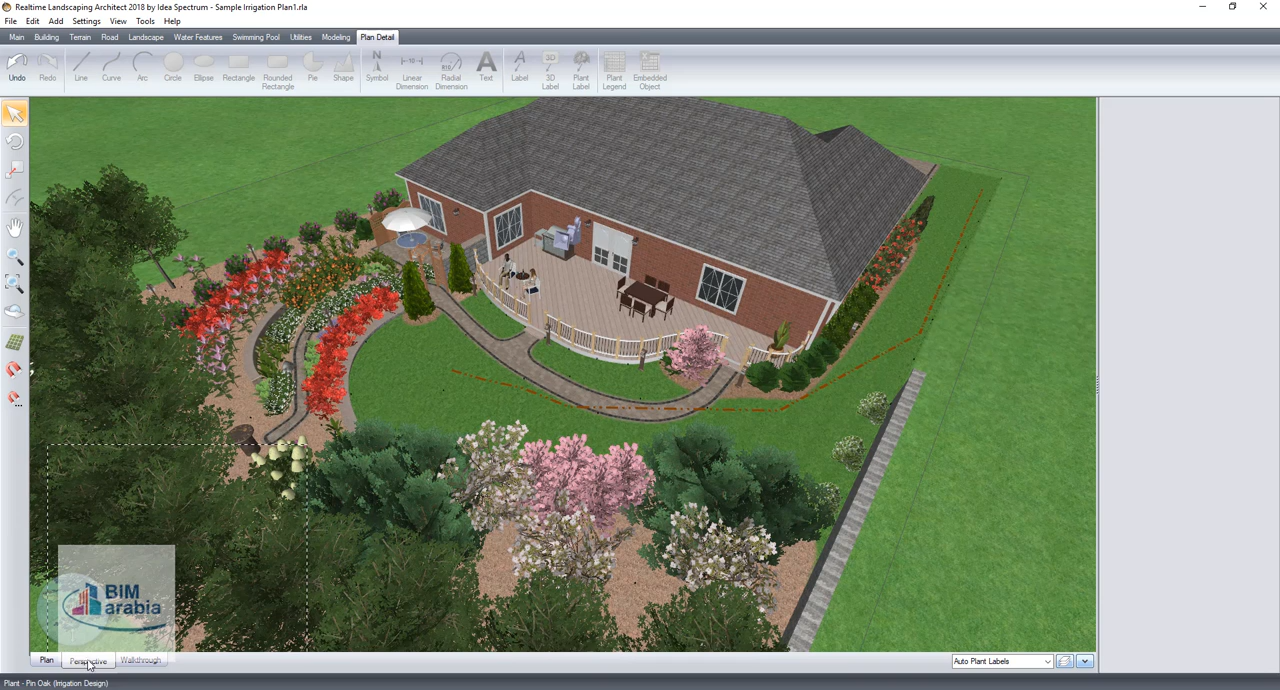 Realtime Landscaping Architect 2018 by Idea Spectrum - Sample Irrigation Plan1.rla
File Edit Add Settings View Tools Help
Main Building Terrain Road Landscape Water Features Swimming Pool Utilities Modeling Plan Detail
Undo Redo Line Curve Arc Circle Ellipse Rectangle Rounded Rectangle Pie Shape Symbol Linear Dimension Radial Dimension Text Label 3D Label Plant Label Plant Legend Embedded Object
BIM
arabia
Plan Perspective Walkthrough Auto Plant Labels
Plant - Pin Oak (Irrigation Design)